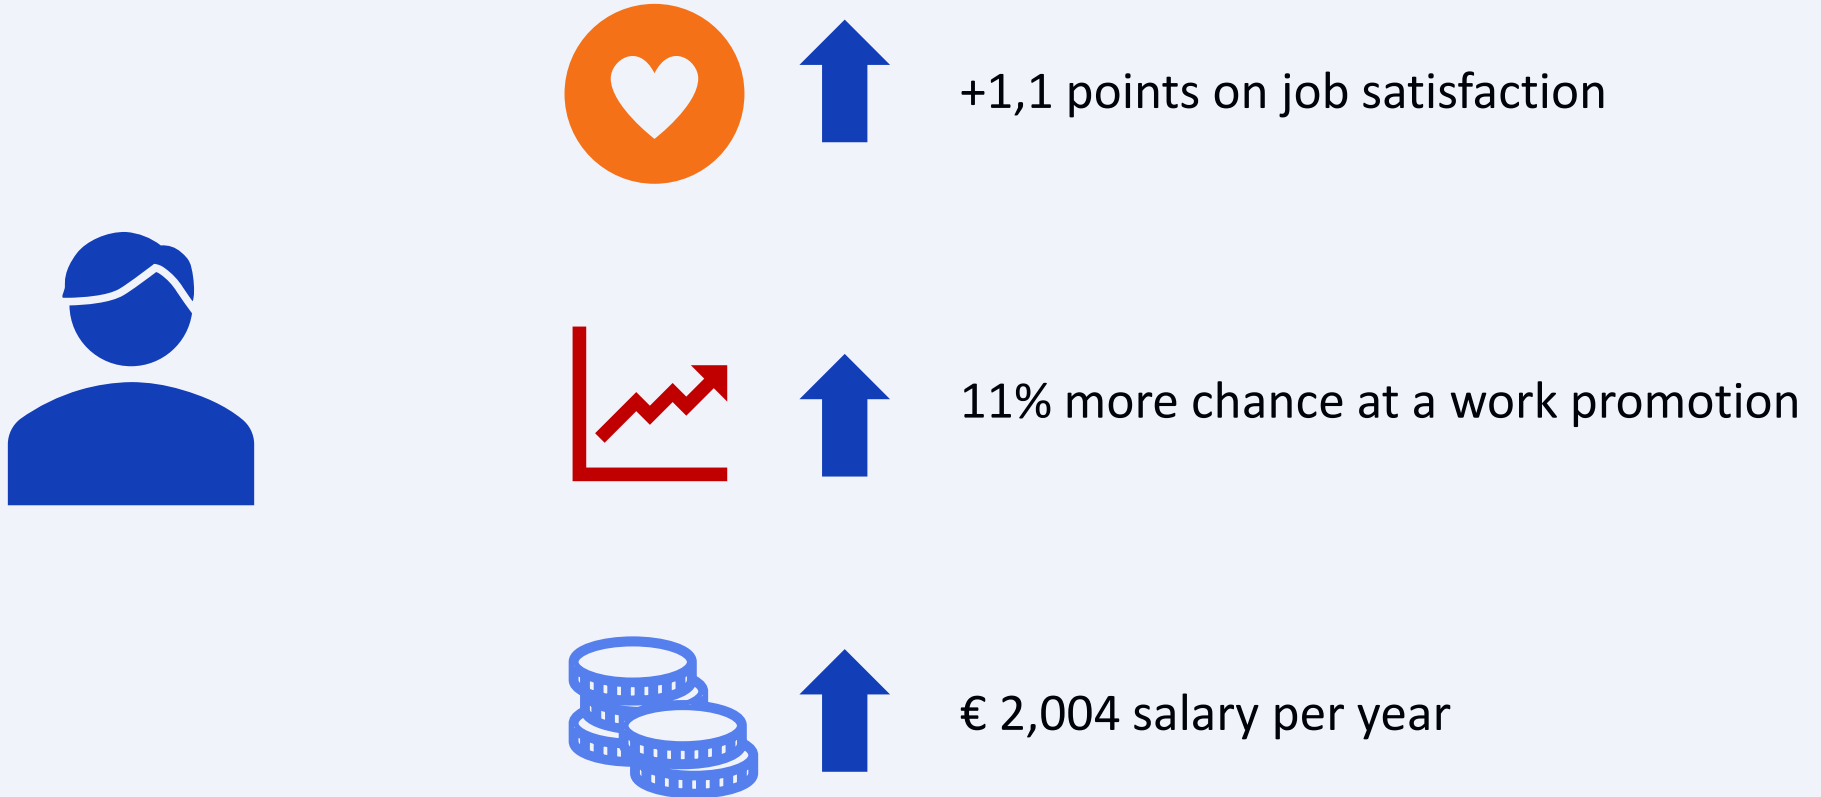 +1,1 points on job satisfaction
11% more chance at a work promotion
€ 2,004 salary per year